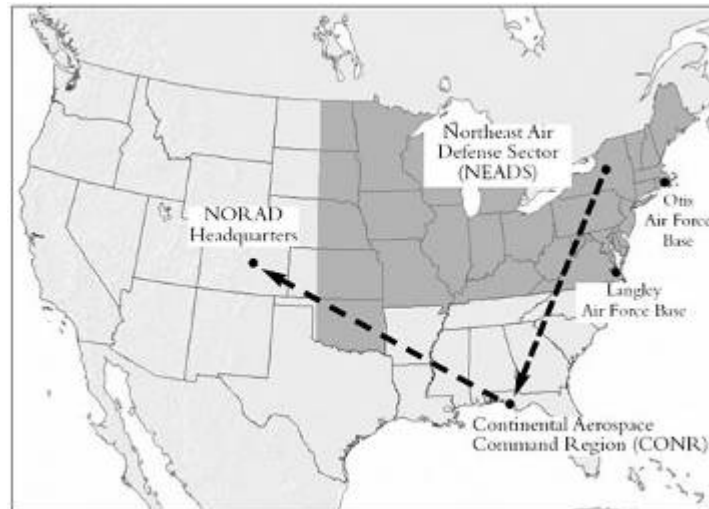 Northeast Air
Defense Sector
(NEADS)
NORAD
Headquarters
Otis
Air Force
Base
Langley
Air Force Base
Continental Aerospace
Command Region (CONR)